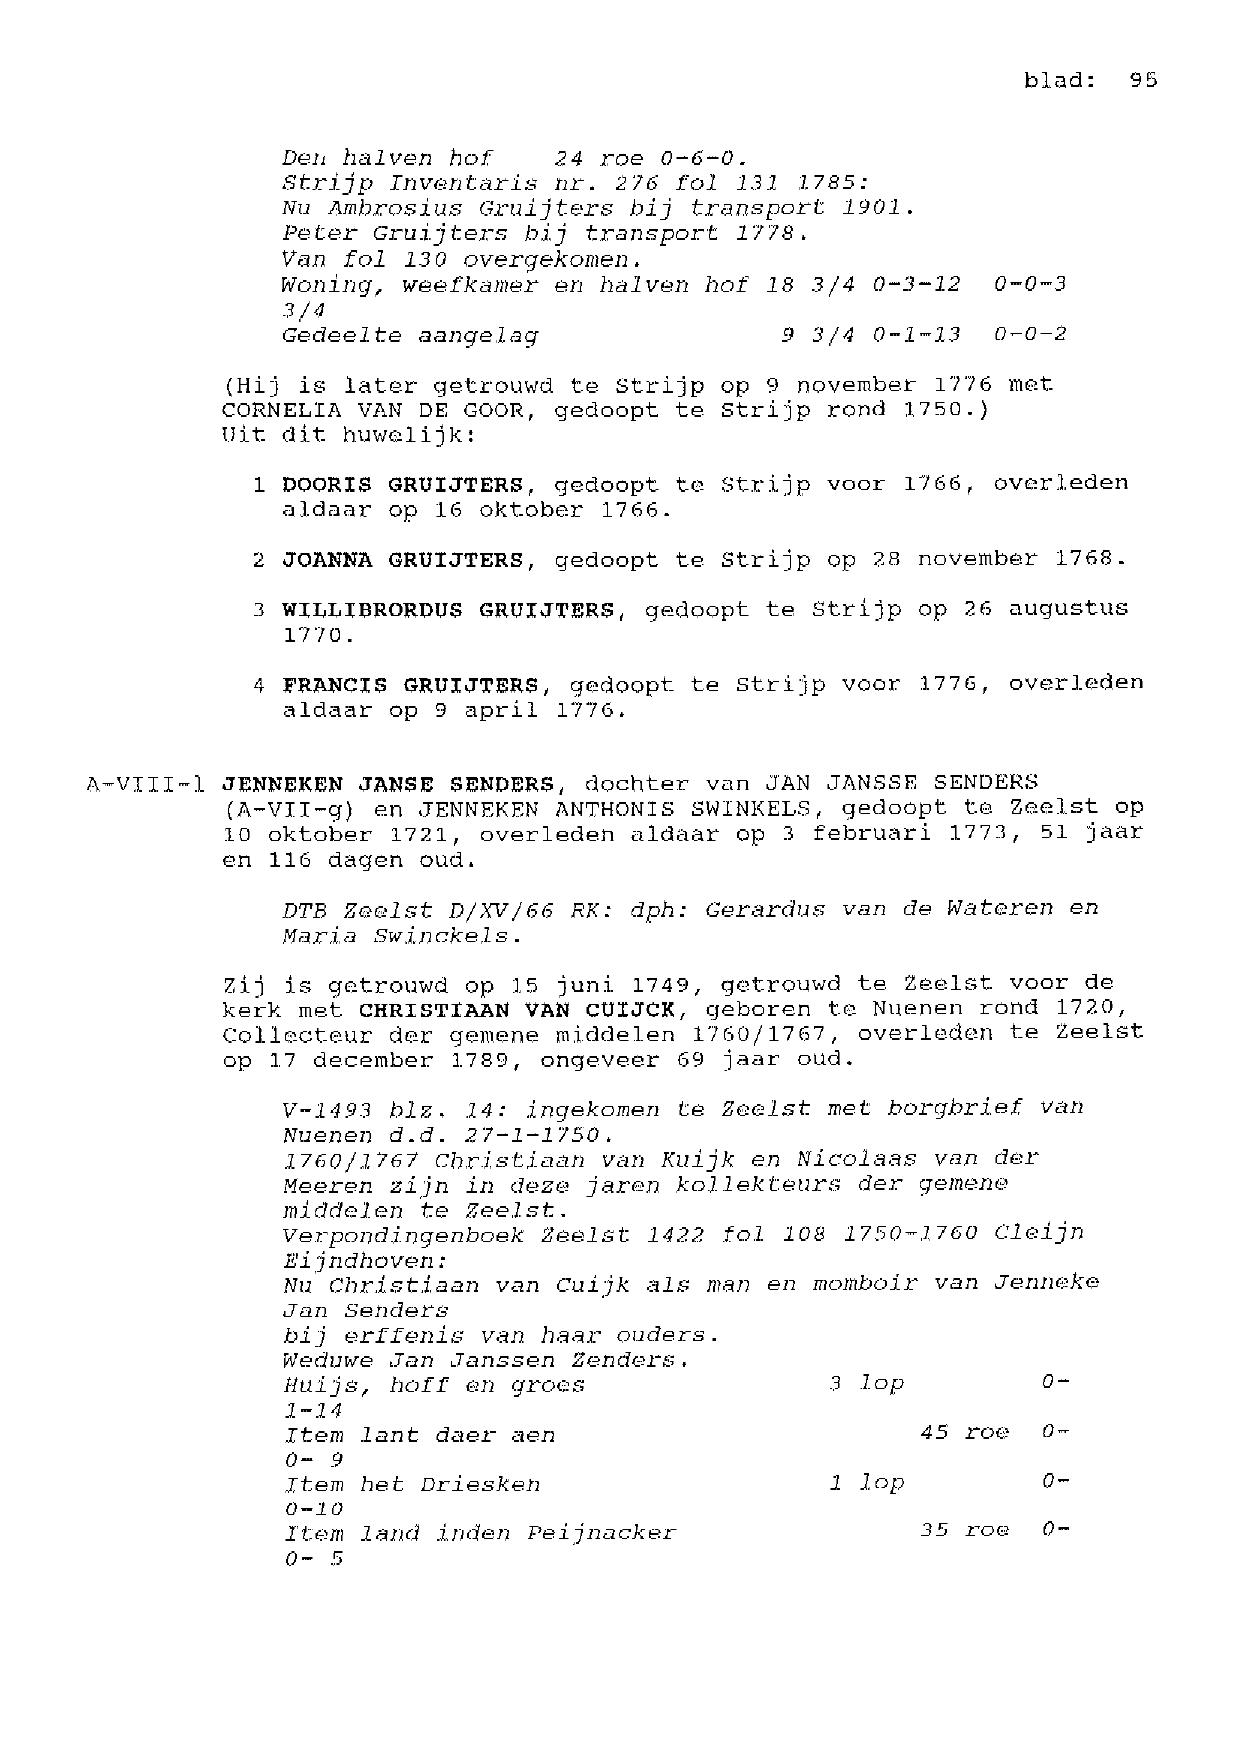 blad: 95
Den halven hof 24 roe 0-6-0.
Strijp Inventaris nr. 276 fol 131 1785:
Nu Ambrosius Gruijters bij transport 1901.
Peter Gruijters bij transport 1778.
Van fol 130 overgekomen.
Woning, weefkamer en halven hof 18 3/4 0-3-12 0-0-3
3/4
Gedeelte aangelag 9 3/4 0-1-13 0-0-2
(Hij is later getrouwd te Strijp op 9 november 1776 met
CORNELIA VAN DE GOOR, gedoopt te Strijp rond 1750.)
Uit dit huwelijk:
1 DOORIS GRUIJTERS, gedoopt te Strijp voor 1766, overleden
aldaar op 16 oktober 1766.
2 JOANNA GRUIJTERS, gedoopt te Strijp op 28 november 1768.
3 WILLIBRORDUS GRUIJTERS, gedoopt te Strijp op 26 augustus
1770.
4 FRANCIS GRUIJTERS, gedoopt te Strijp voor 1776, overleden
aldaar op 9 april 1776.
A-VIII-l JENNEKEN JANSE SENDERS, dochter van JAN JANSSE SENDERS
(A-VII-g) en JENNEKEN ANTHONIS SWINKELS, gedoopt te Zeelst op
10 oktober 1721, overleden aldaar op 3 februari 1773, 51 jaar
en 116 dagen oud.
DTB Zeelst D/XV/66 RK: dph: Gerardus van de Wateren en
Maria Swinckels.
Zij is getrouwd op 15 juni 1749, getrouwd te Zeelst voor de
kerk met CHRISTIAAN VAN CUIJCK, geboren te Nuenen rond 1720,
Collecteur der gemene middelen 1760/1767, overleden te Zeelst
op 17 december 1789, ongeveer 69 jaar oud.
V-1493 blz. 14: ingekomen te Zeelst met borgbrief van
Nuenen d.d. 27-1-1750.
1760/1767 Christiaan van Kuijk en Nicolaas van der
Meeren zijn in deze jaren kollekteurs der gemene
middelen te Zeelst.
Verpondingenboek Zeelst 1422 fol 108 1750-1760 Cleijn
Eijndhoven:
Nu Christiaan van Cuijk als man en momboir van Jenneke
Jan Senders
bij erffenis van haar ouders.
Weduwe Jan Janssen Zenders.
Huijs, hoff en groes 3 lop 0-
1-14
Item lant daer aen 45 roe 0-
0- 9
Item het Driesken 1 lop 0-
0-10
Item land inden Peijnacker 35 roe 0-
0- 5